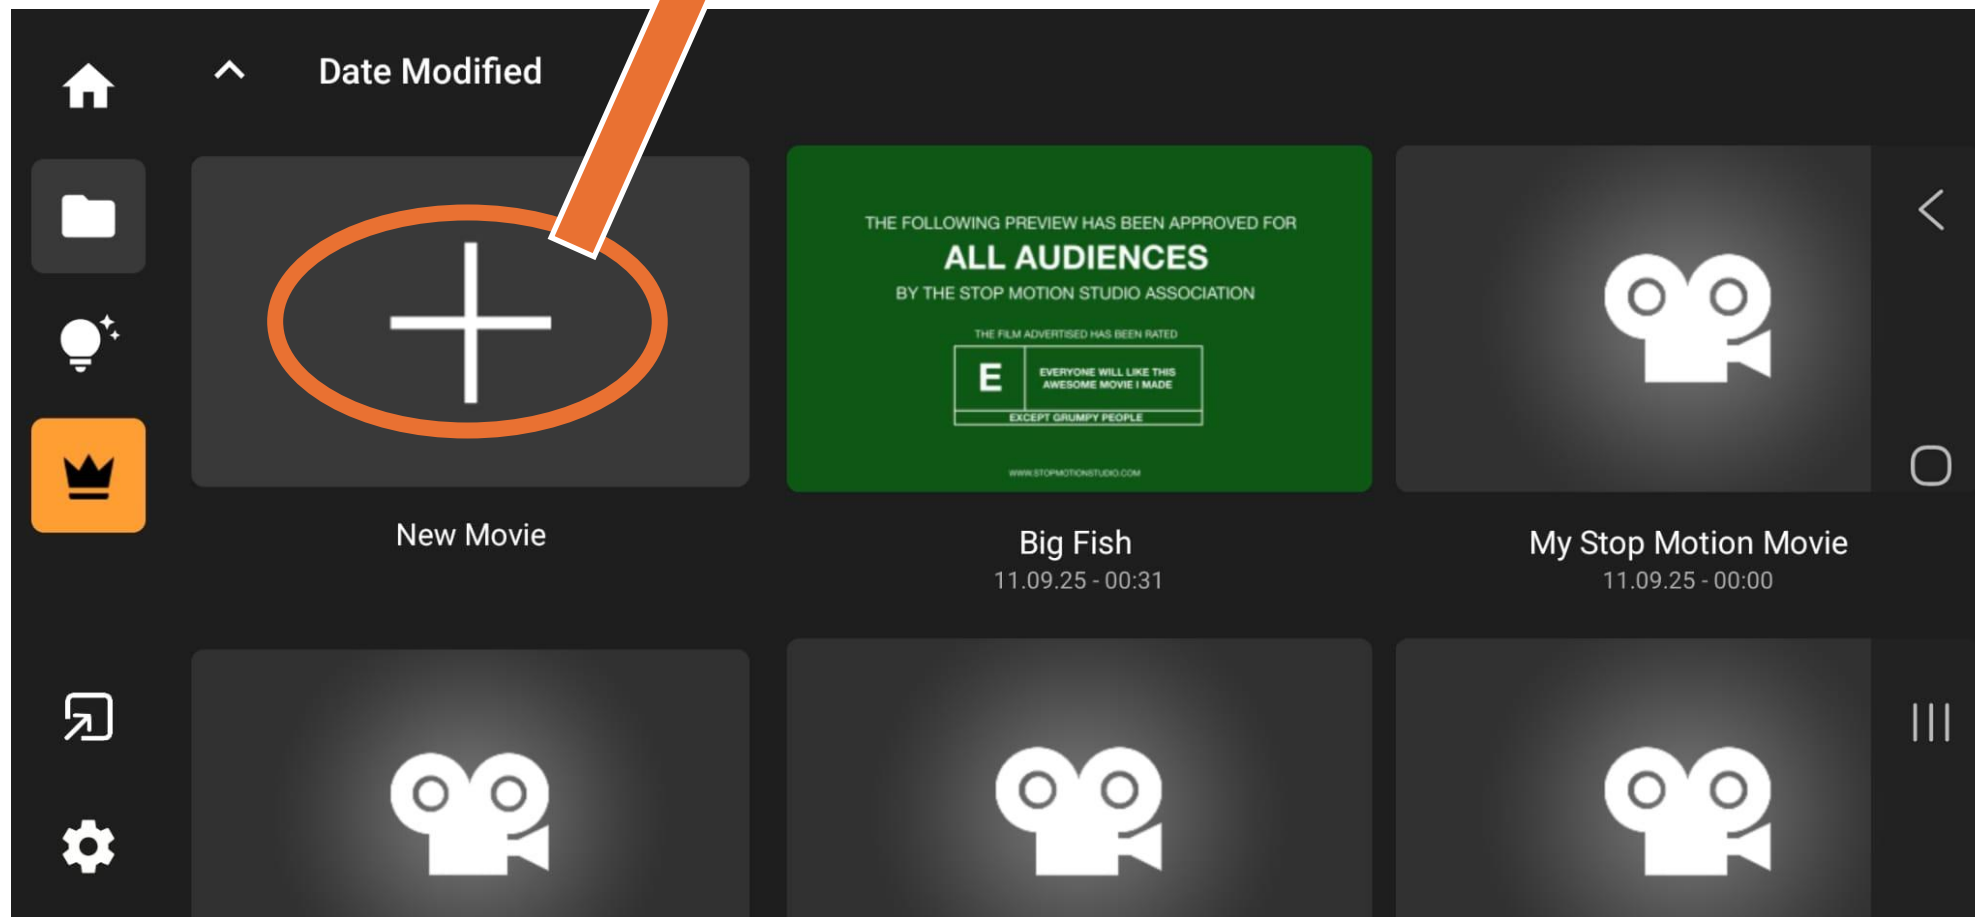 Date Modified
THE FOLLOWING PREVIEW HAS BEEN APPROVED FOR
ALL AUDIENCES
BY THE STOP MOTION STUDIO ASSOCIATION
THE FILM ADVERTISED HAS BEEN RATED
E
EVERYONE WILL LIKE THIS
AWESOME MOVIE I MADE
EXCEPT GRUMPY PEOPLE
WWW.STOPMOTIONSTUDIO.COM
New Movie
Big Fish
11.09.25 - 00:31
My Stop Motion Movie
11.09.25 - 00:00